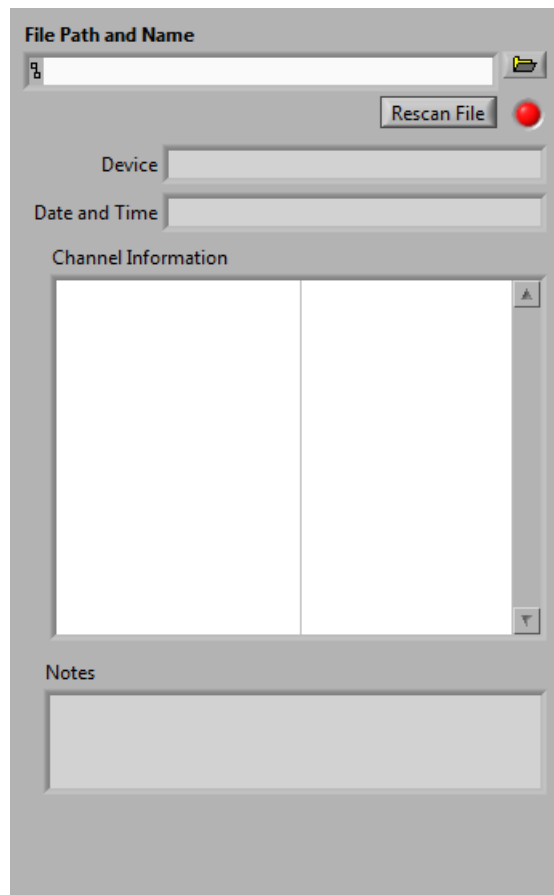 File Path and Name
Rescan File
Device
Date and Time
Channel Information
Notes